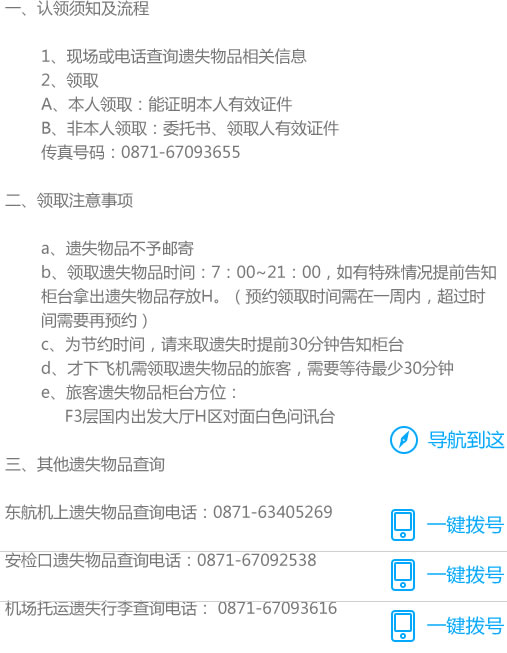 一、认领须知及流程
1、现场或电话查询遗失物品相关信息
2、领取
A、本人领取：能证明本人有效证件
B、非本人领取：委托书、领取人有效证件
传真号码：0871-67093655
二、领取注意事项
a、遗失物品不予邮寄
b、领取遗失物品时间：7：00~21：00，如有特殊情况提前告知
柜台拿出遗失物品存放H。（预约领取时间需在一周内，超过时
间需要再预约）
c、为节约时间，请来取遗失时提前30分钟告知柜台
d、才下飞机需领取遗失物品的旅客，需要等待最少30分钟
e、旅客遗失物品柜台方位：
F3层国内出发大厅H区对面白色问讯台
导航到这
三、其他遗失物品查询
东航机上遗失物品查询电话：0871-63405269
一键拨号
安检口遗失物品查询电话：0871-67092538
一键拨号
机场托运遗失行李查询电话： 0871-67093616
一键拨号